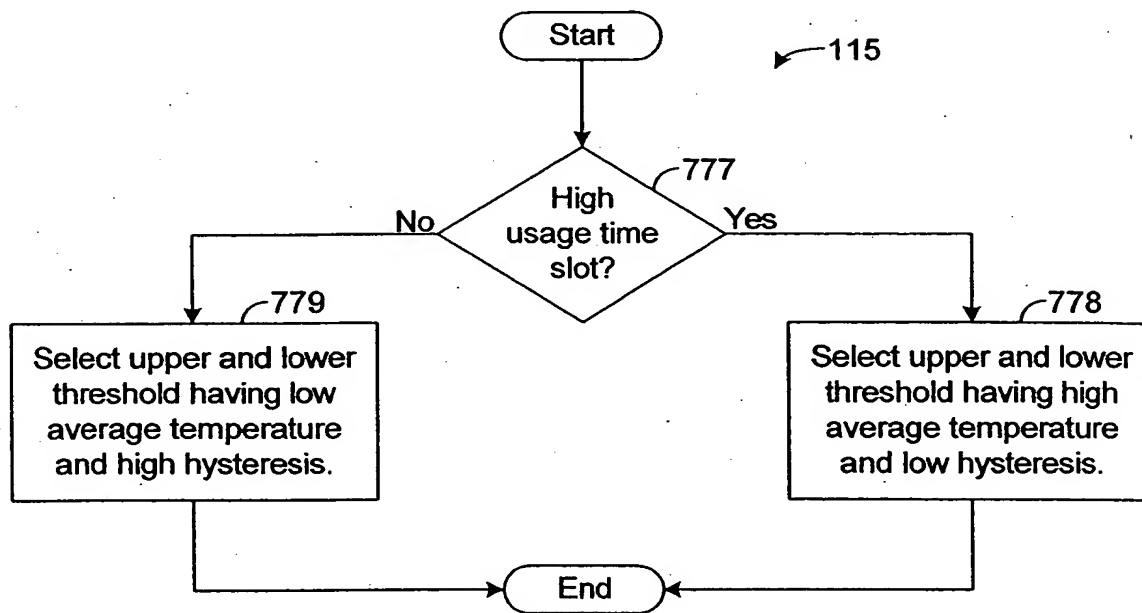 Start
115
777
High
usage time
slot?
No
Yes
779
Select upper and lower
threshold having low
average temperature
and high hysteresis.
778
Select upper and lower
threshold having high
average temperature
and low hysteresis.
End